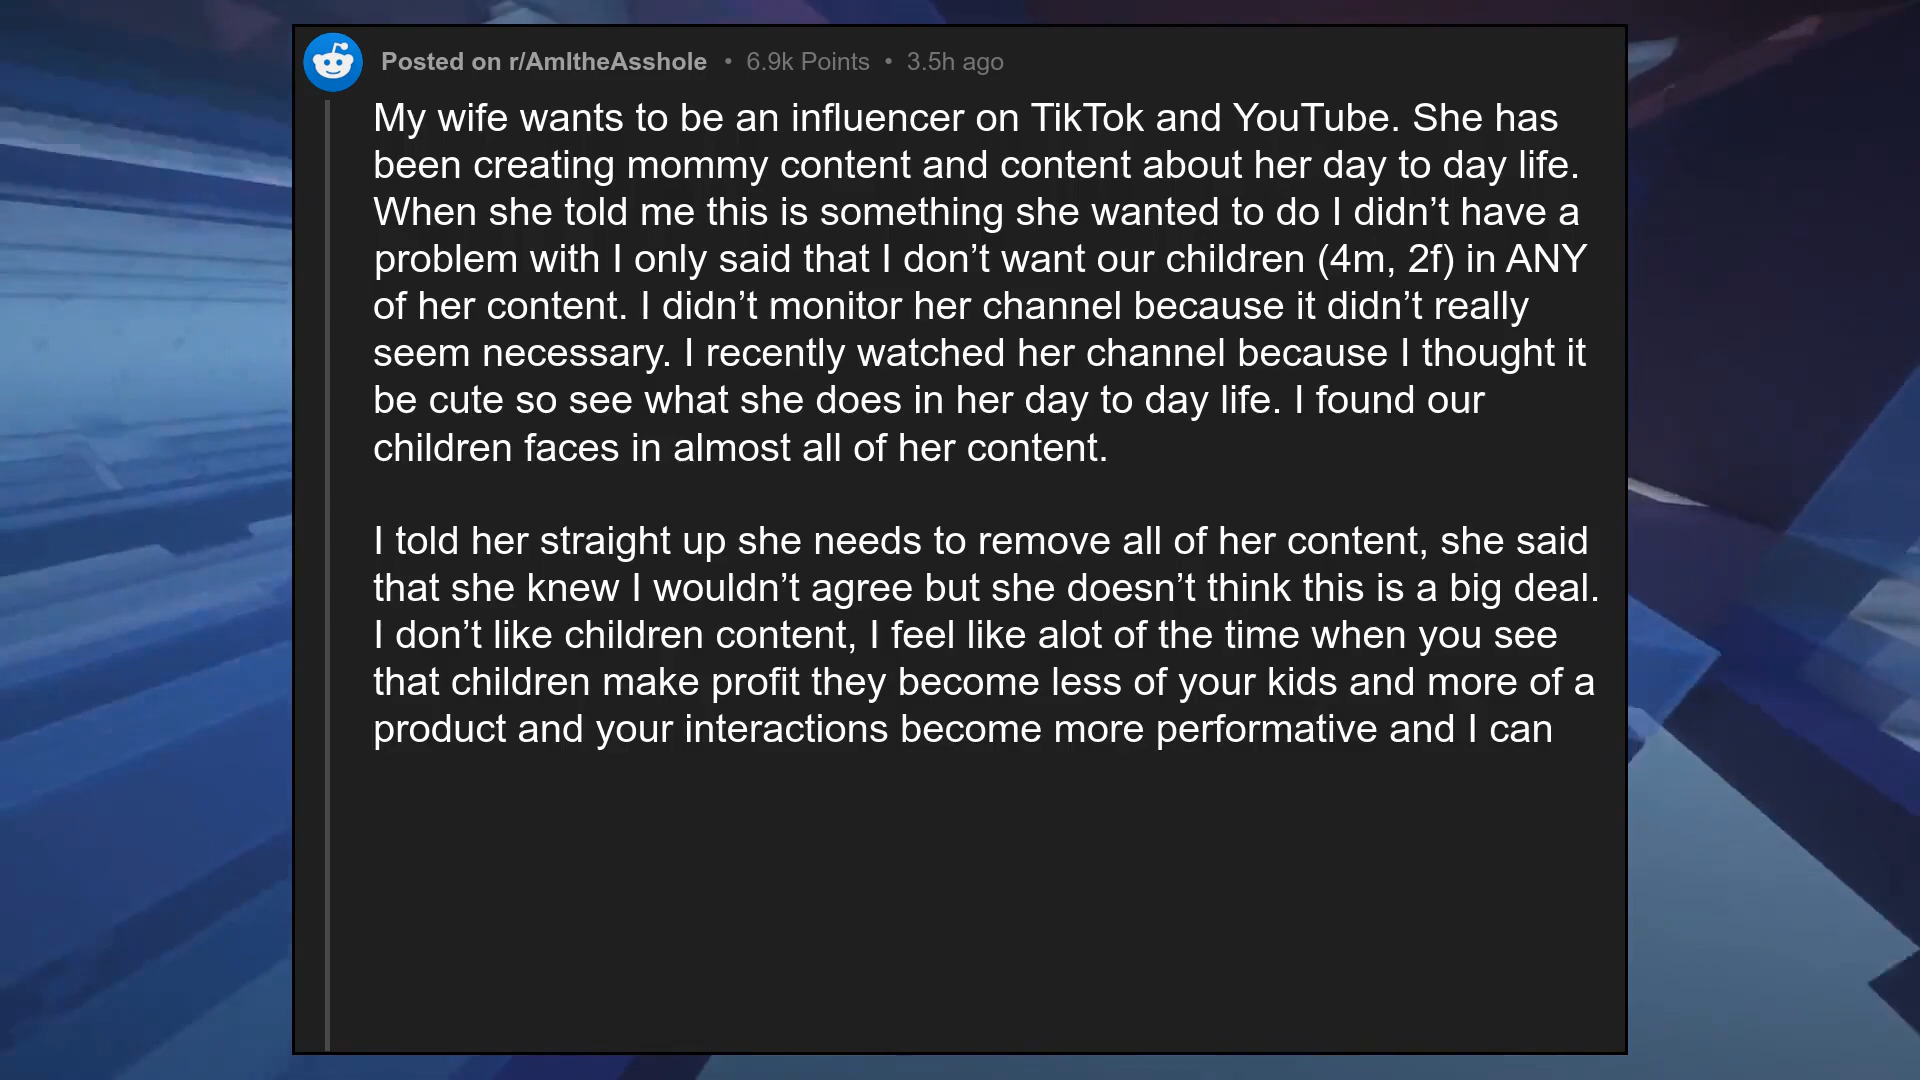 Posted on r/AmItheAsshole • 6.9k Points • 3.5h ago
My wife wants to be an influencer on TikTok and YouTube. She has
been creating mommy content and content about her day to day life.
When she told me this is something she wanted to do I didn’t have a
problem with I only said that I don’t want our children (4m, 2f) in ANY
of her content. I didn’t monitor her channel because it didn’t really
seem necessary. I recently watched her channel because I thought it
be cute so see what she does in her day to day life. I found our
children faces in almost all of her content.
I told her straight up she needs to remove all of her content, she said
that she knew I wouldn’t agree but she doesn’t think this is a big deal.
I don’t like children content, I feel like alot of the time when you see
that children make profit they become less of your kids and more of a
product and your interactions become more performative and I can